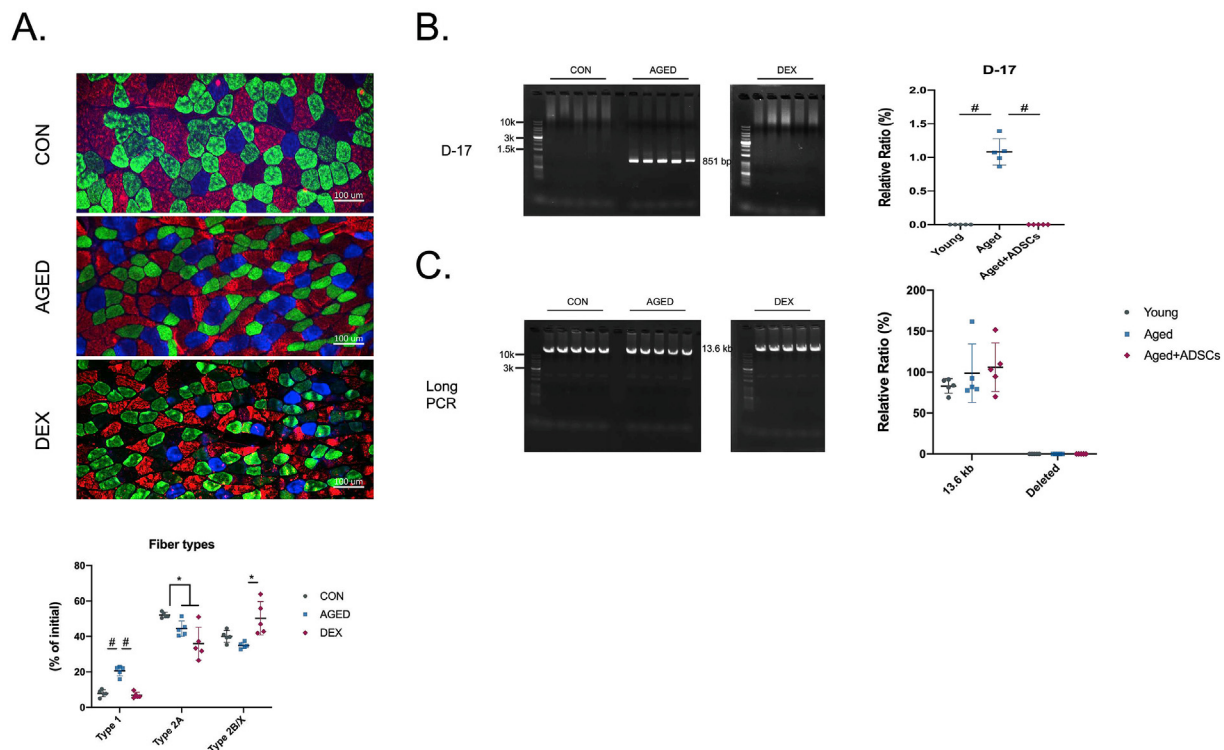 A.
CON
100 um
AGED
100 um
DEX
100 um
Fiber types
(% of initial)
80
60
40
20
0
# #
*
*
Type 1
Type 2A
Type 2B/X
CON
AGED
DEX
B.
D-17
CON
AGED
DEX
10k
3k
1.5k
851 bp
D-17
Relative Ratio (%)
2.0
1.5
1.0
0.5
0.0
# #
Young
Aged
Aged+ADSCs
C.
Long
PCR
CON
AGED
DEX
10k
3k
13.6 kb
Relative Ratio (%)
200
150
100
50
0
13.6 kb
Deleted
Young
Aged
Aged+ADSCs